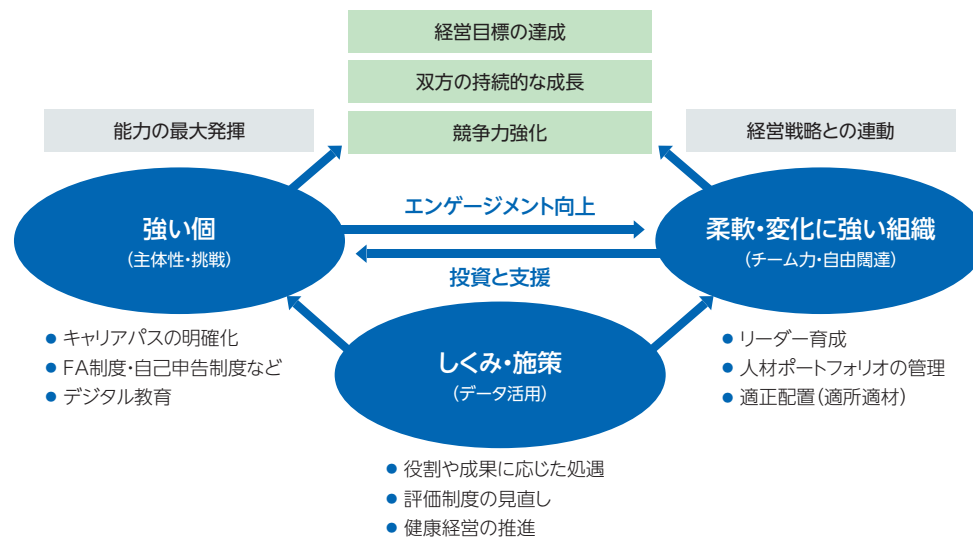 経営目標の達成
双方の持続的な成長
競争力強化
能力の最大発揮
経営戦略との連動
強い個
(主体性・挑戦)
エンゲージメント向上
投資と支援
柔軟・変化に強い組織
(チーム力・自由闊達)
● キャリアパスの明確化
● FA制度・自己申告制度など
● デジタル教育
しくみ・施策
(データ活用)
● リーダー育成
● 人材ポートフォリオの管理
● 適正配置(適所適材)
● 役割や成果に応じた処遇
● 評価制度の見直し
● 健康経営の推進